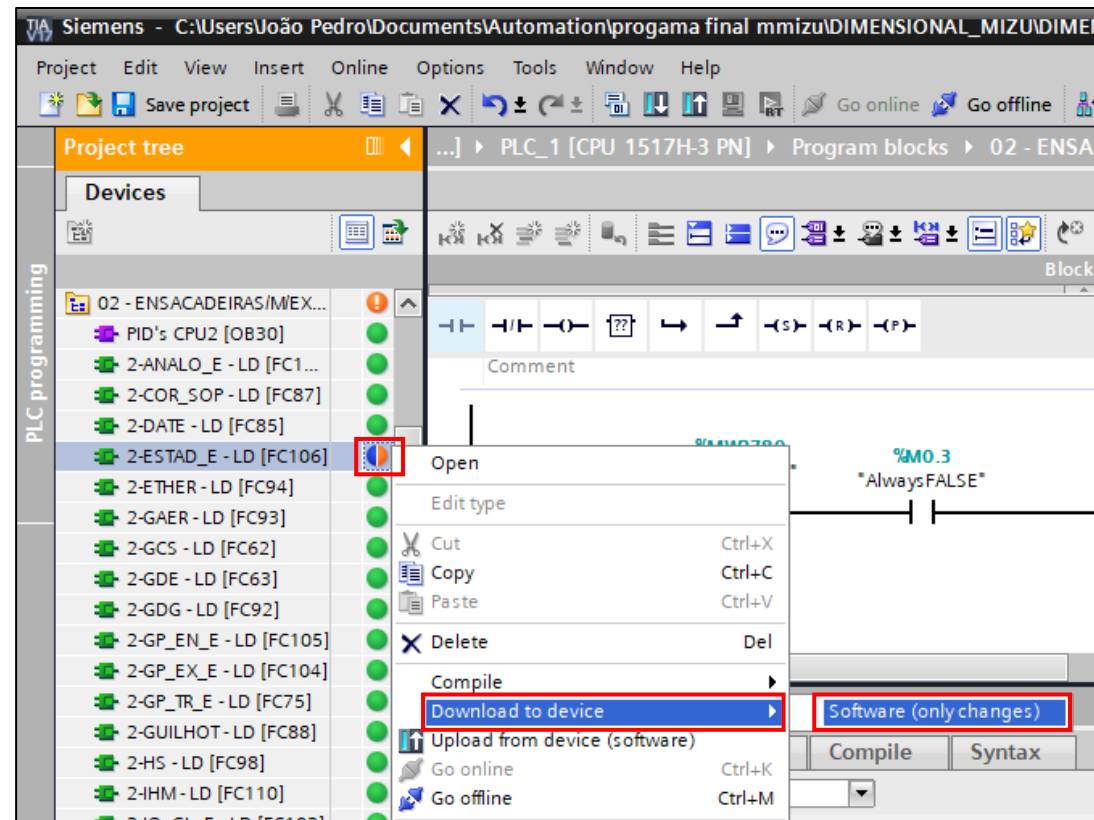 TIA V17 Siemens - C:\Users\João Pedro\Documents\Automation\progama final mmizu\DIMENSIONAL_MIZU\DIME
Project Edit View Insert Online Options Tools Window Help
Save project Go online Go offline
Project tree
...] PLC_1 [CPU 1517H-3 PN] Program blocks 02 - ENSA
Devices
Block
PLC programming
02 - ENSACADEIRAS/M/EX...
PID's CPU2 [OB30]
2-ANALO_E - LD [FC1...
2-COR_SOP - LD [FC87]
2-DATE - LD [FC85]
2-ESTAD_E - LD [FC106]
2-ETHER - LD [FC94]
2-GAER - LD [FC93]
2-GCS - LD [FC62]
2-GDE - LD [FC63]
2-GDG - LD [FC92]
2-GP_EN_E - LD [FC105]
2-GP_EX_E - LD [FC104]
2-GP_TR_E - LD [FC75]
2-GUILHOT - LD [FC88]
2-HS - LD [FC98]
2-IHM - LD [FC110]
??
(S) (R) (P)
Comment
%M0.3
"AlwaysFALSE"
Open
Edit type
Cut Ctrl+X
Copy Ctrl+C
Paste Ctrl+V
Delete Del
Compile
Download to device
Software (only changes)
Upload from device (software)
Go online Ctrl+K
Go offline Ctrl+M
Compile Syntax